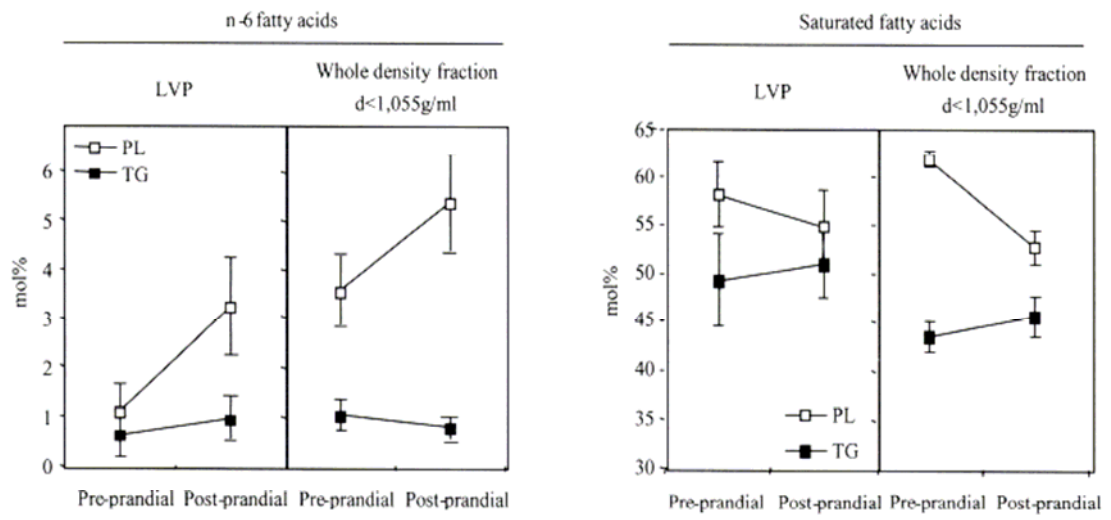 n-6 fatty acids
LVP
Whole density fraction
d<1,055g/ml
PL
TG
6
5
4
3
2
1
0
mol%
Pre-prandial Post-prandial Pre-prandial Post-prandial
Saturated fatty acids
LVP
Whole density fraction
d<1,055g/ml
65
60
55
50
45
40
35
30
mol%
PL
TG
Pre-prandial Post-prandial Pre-prandial Post-prandial